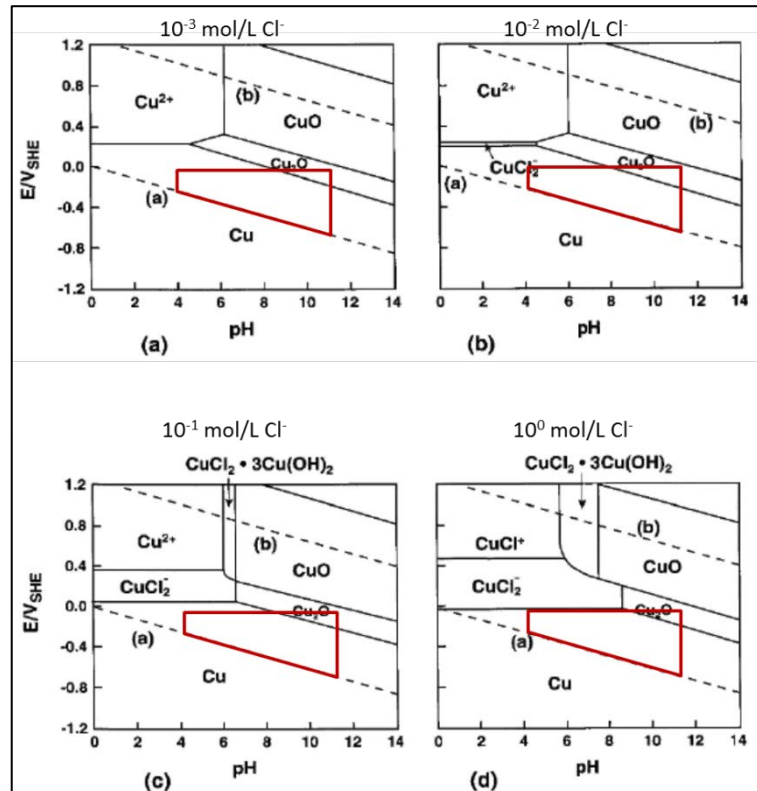 10⁻³ mol/L Cl⁻
1.2
0.8
0.4
0.0
-0.4
-0.8
-1.2
E/V_SHE
Cu²⁺
(b)
CuO
Cu₂O
(a)
Cu
0 2 4 6 8 10 12 14
pH
(a)
10⁻² mol/L Cl⁻
Cu²⁺
CuO
(b)
CuCl₂⁻
Cu₂O
(a)
Cu
0 2 4 6 8 10 12 14
pH
(b)
10⁻¹ mol/L Cl⁻
CuCl₂ • 3Cu(OH)₂
1.2
0.8
0.4
0.0
-0.4
-0.8
-1.2
E/V_SHE
Cu²⁺
(b)
CuO
CuCl₂⁻
Cu₂O
(a)
Cu
0 2 4 6 8 10 12 14
pH
(c)
10⁰ mol/L Cl⁻
CuCl₂ • 3Cu(OH)₂
(b)
CuCl⁺
CuO
CuCl₂⁻
Cu₂O
(a)
Cu
0 2 4 6 8 10 12 14
pH
(d)